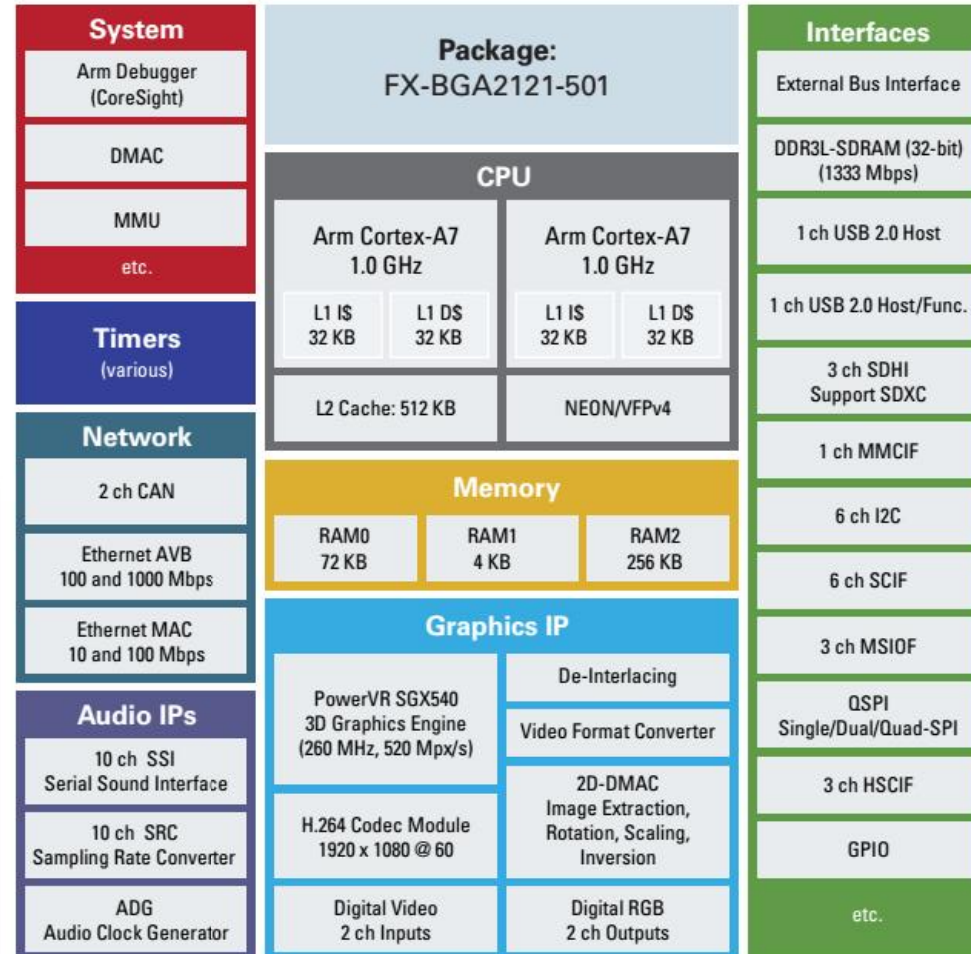 System
Arm Debugger
(CoreSight)
DMAC
MMU
etc.
Timers
(various)
Network
2 ch CAN
Ethernet AVB
100 and 1000 Mbps
Ethernet MAC
10 and 100 Mbps
Audio IPs
10 ch SSI
Serial Sound Interface
10 ch SRC
Sampling Rate Converter
ADG
Audio Clock Generator
Package:
FX-BGA2121-501
CPU
Arm Cortex-A7
1.0 GHz
L1 I$
32 KB
L1 D$
32 KB
Arm Cortex-A7
1.0 GHz
L1 I$
32 KB
L1 D$
32 KB
L2 Cache: 512 KB
NEON/VFPv4
Memory
RAM0
72 KB
RAM1
4 KB
RAM2
256 KB
Graphics IP
PowerVR SGX540
3D Graphics Engine
(260 MHz, 520 Mpx/s)
H.264 Codec Module
1920 x 1080 @ 60
Digital Video
2 ch Inputs
De-Interlacing
Video Format Converter
2D-DMAC
Image Extraction,
Rotation, Scaling,
Inversion
Digital RGB
2 ch Outputs
Interfaces
External Bus Interface
DDR3L-SDRAM (32-bit)
(1333 Mbps)
1 ch USB 2.0 Host
1 ch USB 2.0 Host/Func.
3 ch SDHI
Support SDXC
1 ch MMCIF
6 ch I2C
6 ch SCIF
3 ch MSIOF
QSPI
Single/Dual/Quad-SPI
3 ch HSCIF
GPIO
etc.